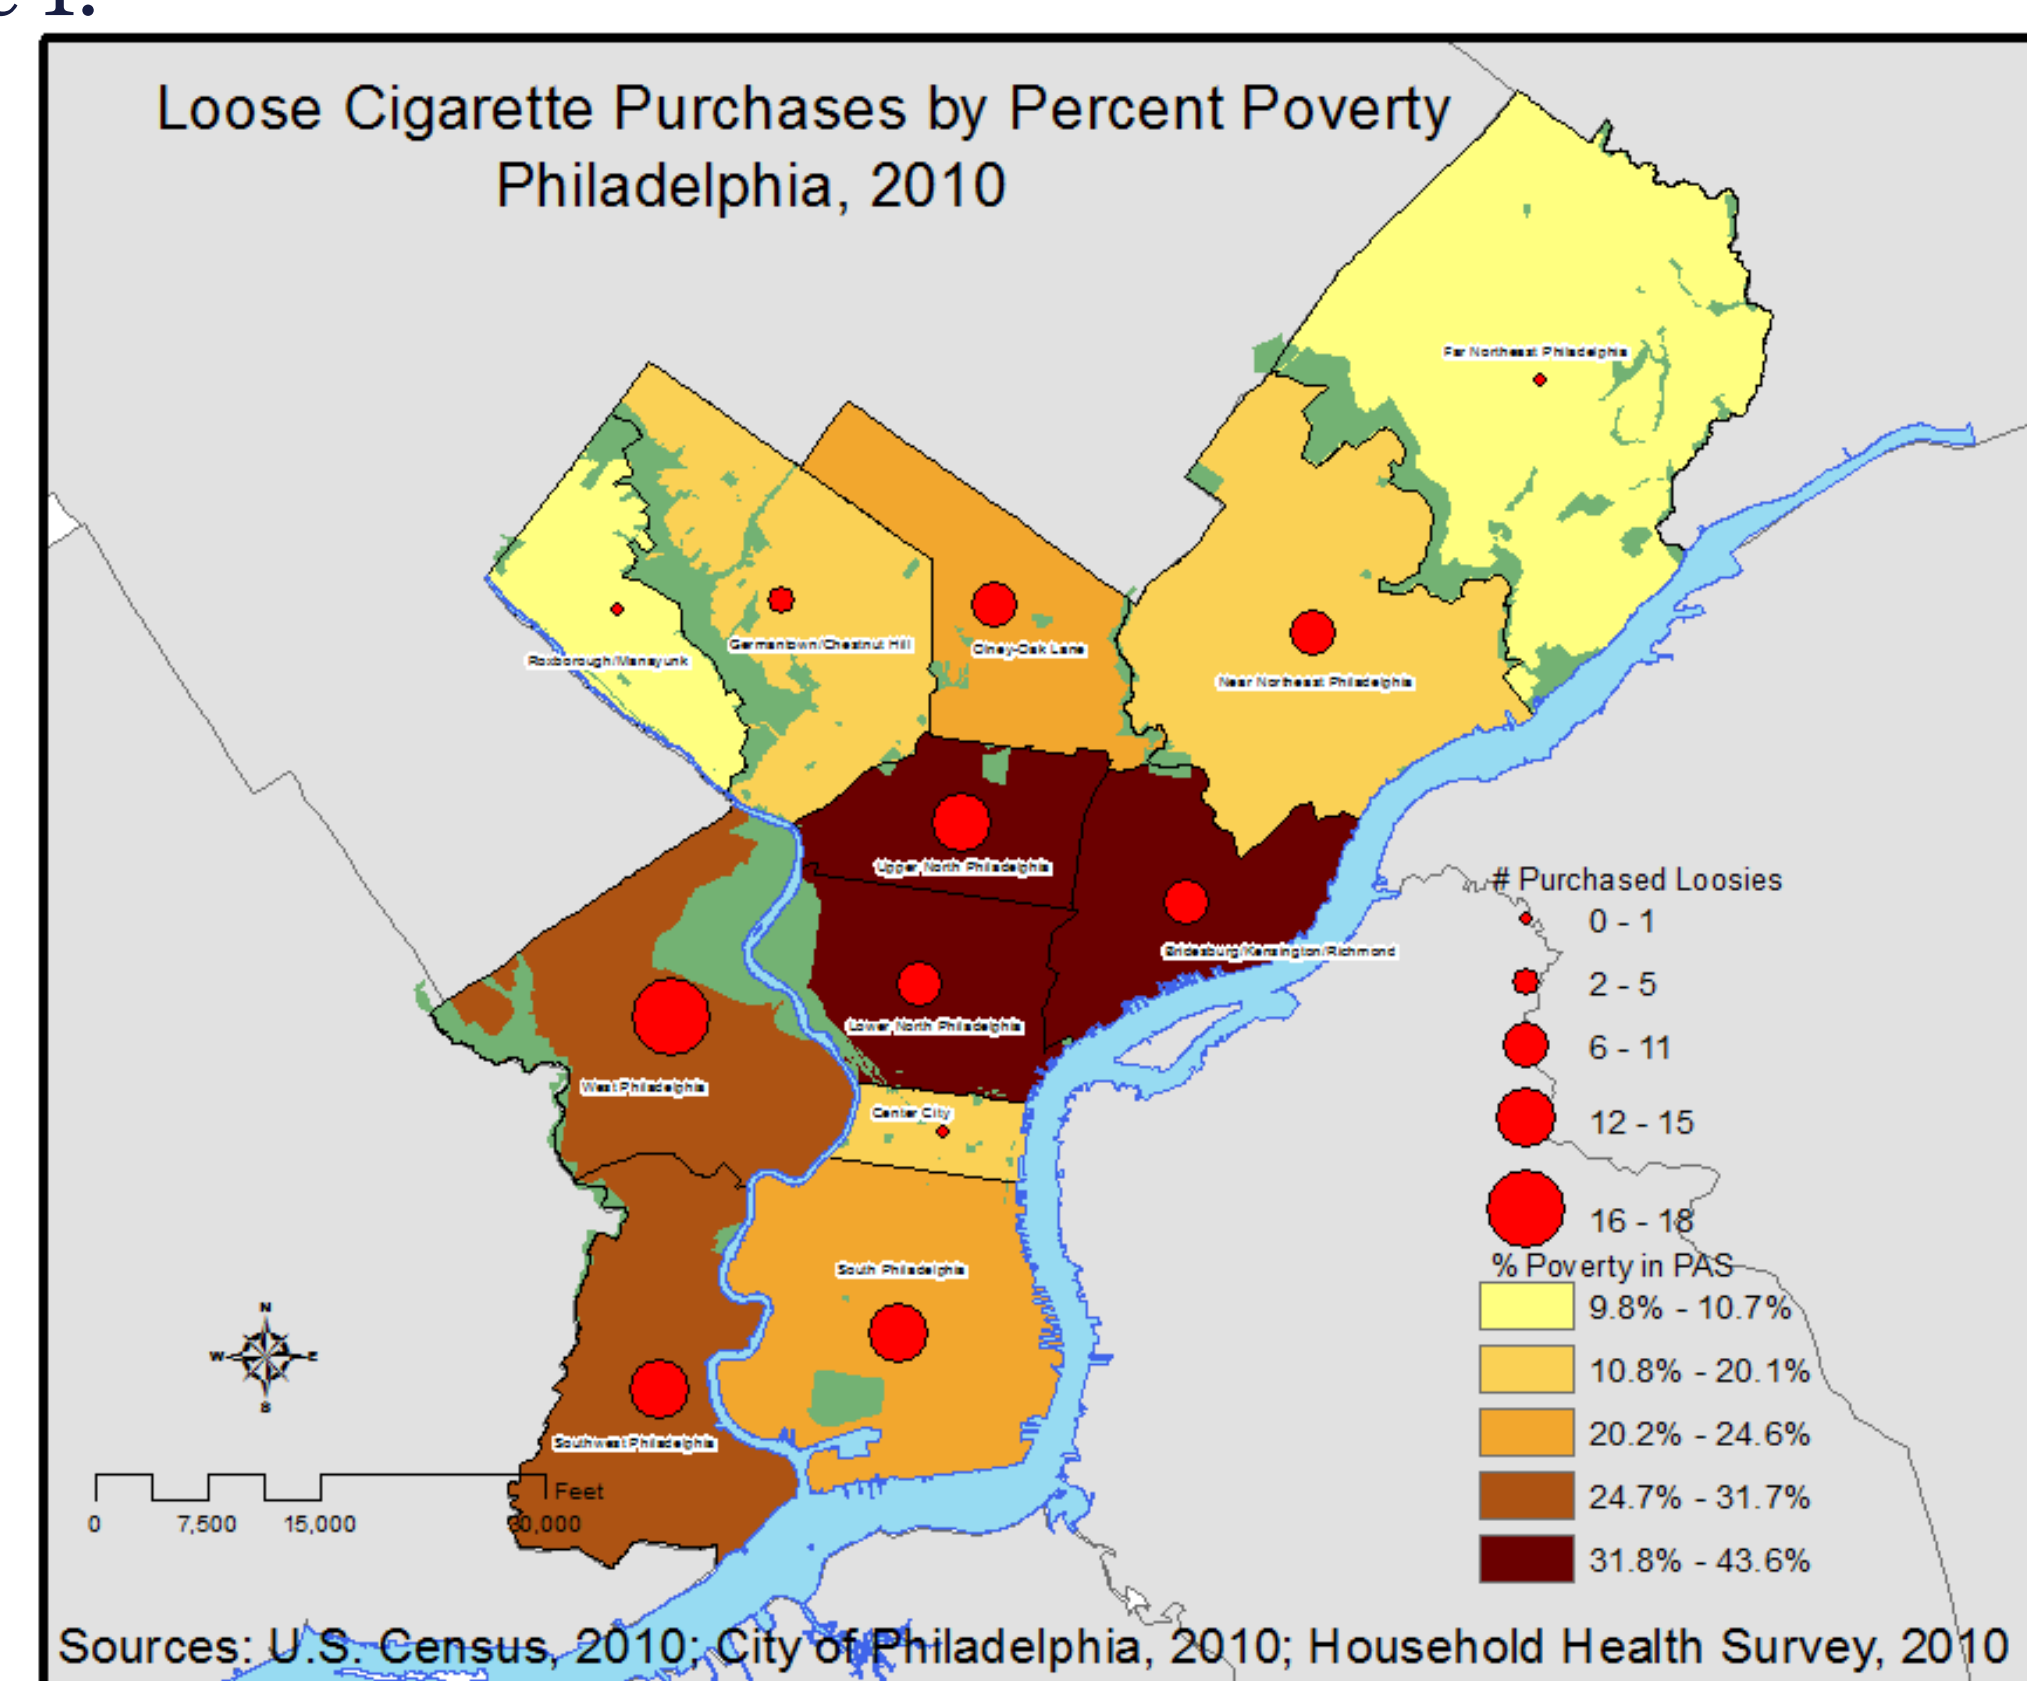 Loose Cigarette Purchases by Percent Poverty
Philadelphia, 2010
Far Northeast Philadelphia
Germantown/Chestnut Hill
Olney-Oak Lane
Roxborough/Manayunk
Near Northeast Philadelphia
Upper North Philadelphia
Bridesburg/Kensington/Richmond
Lower North Philadelphia
West Philadelphia
Center City
South Philadelphia
Southwest Philadelphia
# Purchased Loosies
0 - 1
2 - 5
6 - 11
12 - 15
16 - 18
% Poverty in PAS
9.8% - 10.7%
10.8% - 20.1%
20.2% - 24.6%
24.7% - 31.7%
31.8% - 43.6%
N
W E
S
Feet
0 7,500 15,000 30,000
Sources: U.S. Census, 2010; City of Philadelphia, 2010; Household Health Survey, 2010